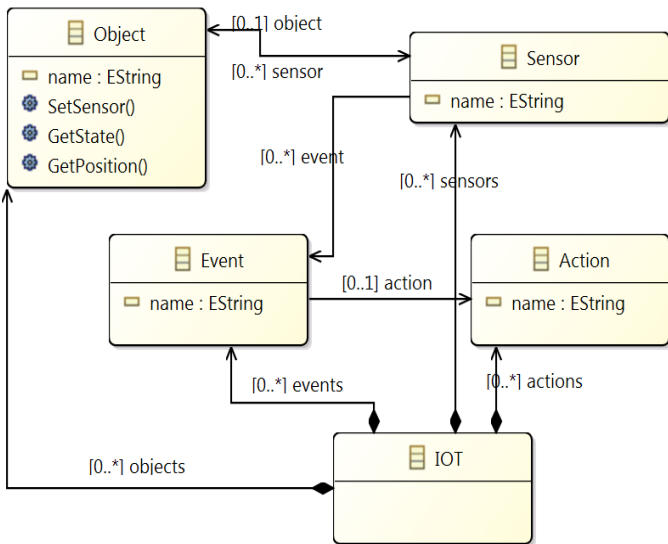 Object
name : EString
SetSensor()
GetState()
GetPosition()
[0..1] object
[0..*] sensor
Sensor
name : EString
[0..*] event
[0..*] sensors
Event
name : EString
[0..1] action
Action
name : EString
[0..*] events
[0..*] actions
[0..*] objects
IOT